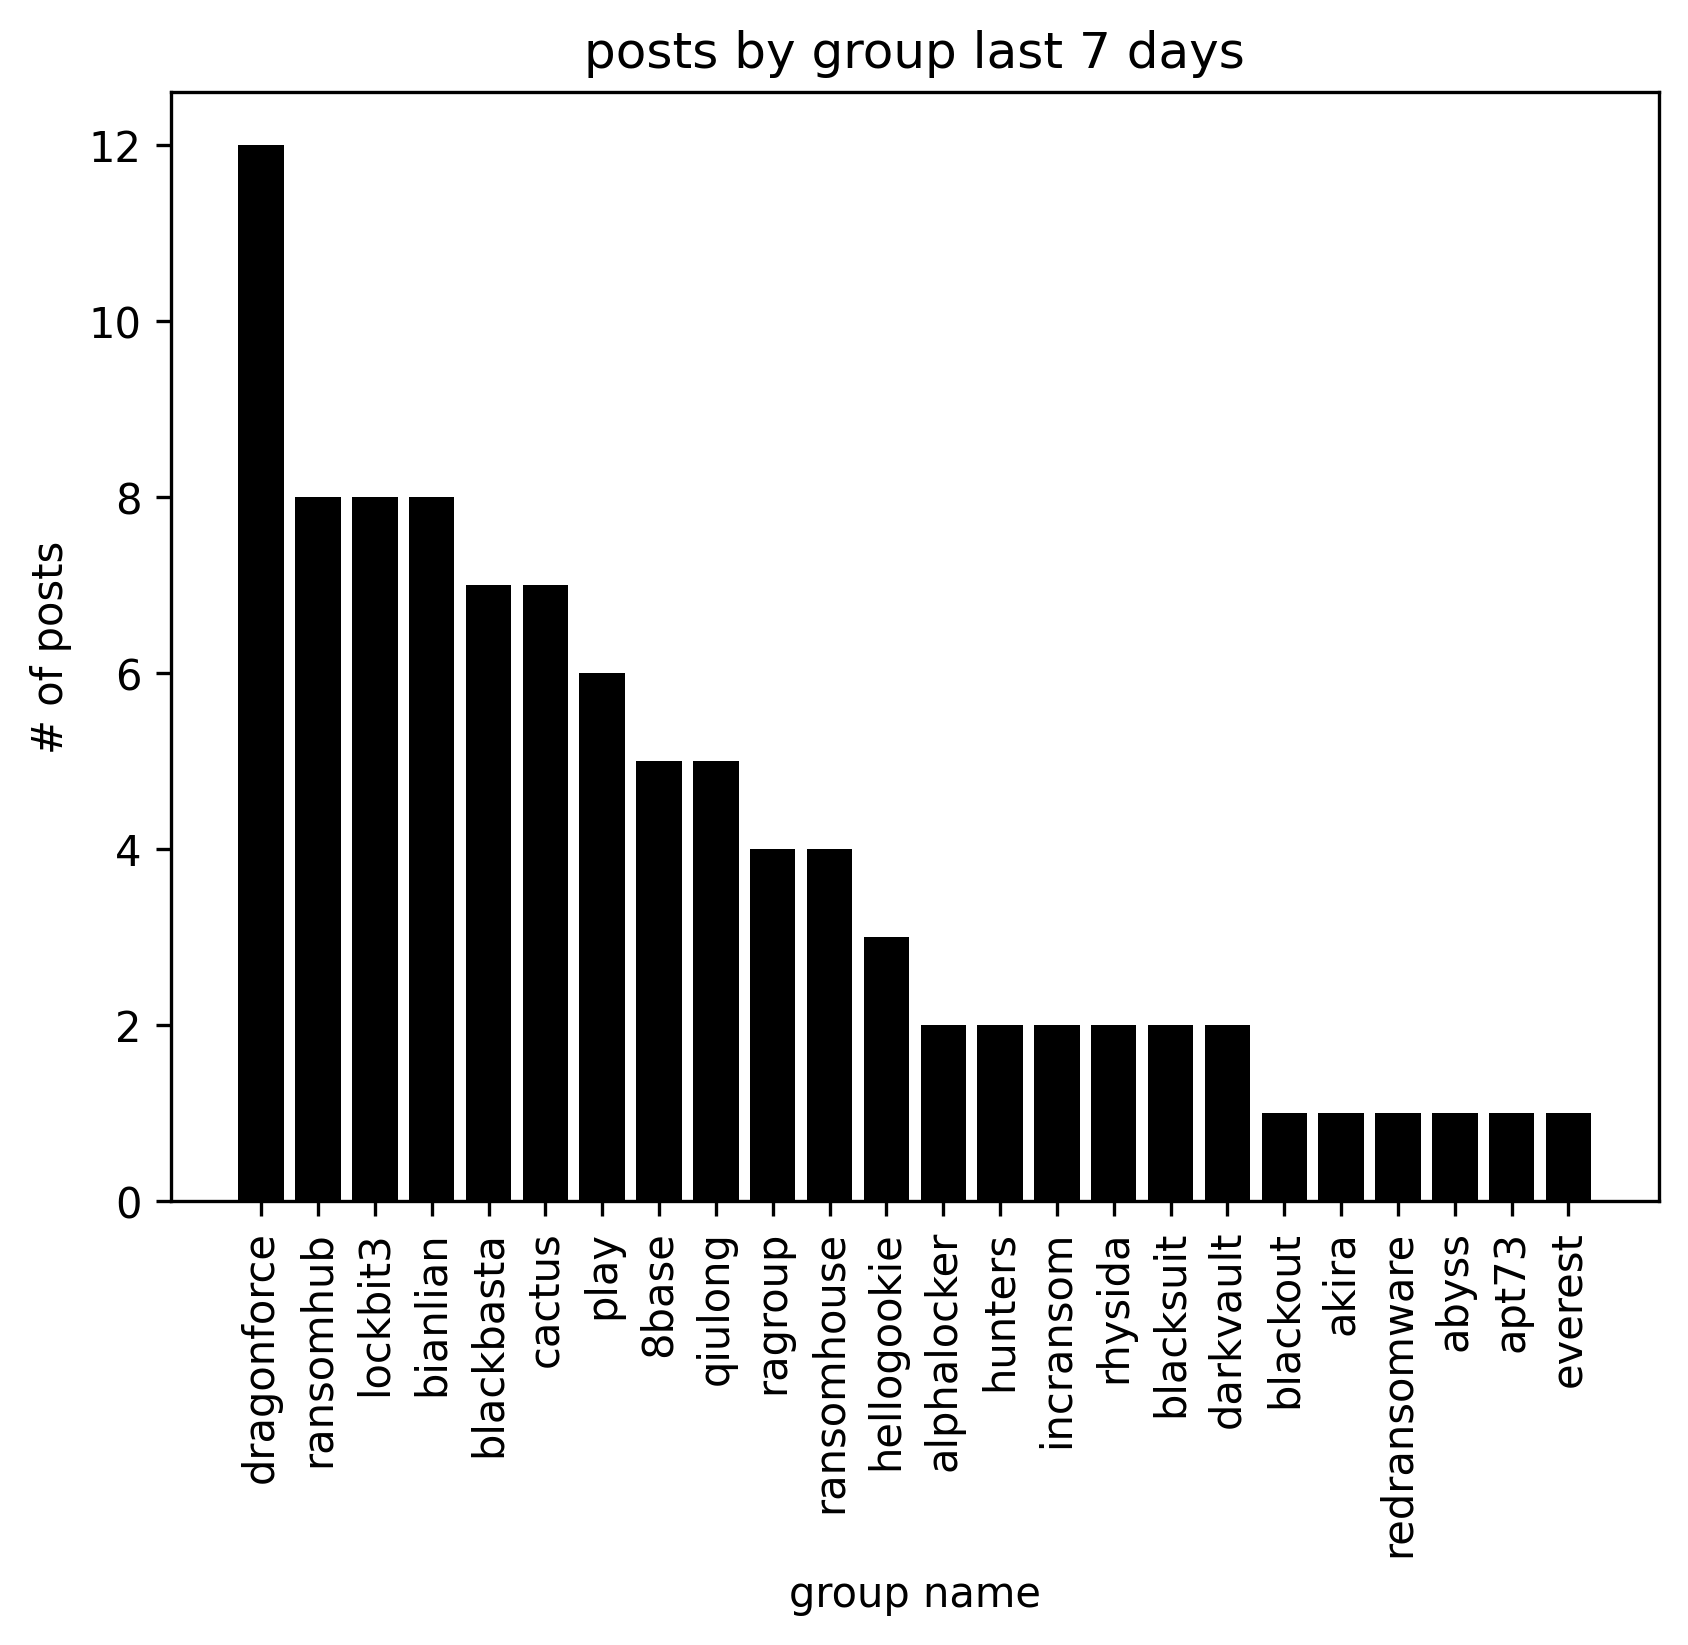 posts by group last 7 days
# of posts
12
10
8
6
4
2
0
dragonforce
ransomhub
lockbit3
bianlian
blackbasta
cactus
play
8base
qiulong
ragroup
ransomhouse
hellogookie
alphalocker
hunters
incransom
rhysida
blacksuit
darkvault
blackout
akira
redransomware
abyss
apt73
everest
group name